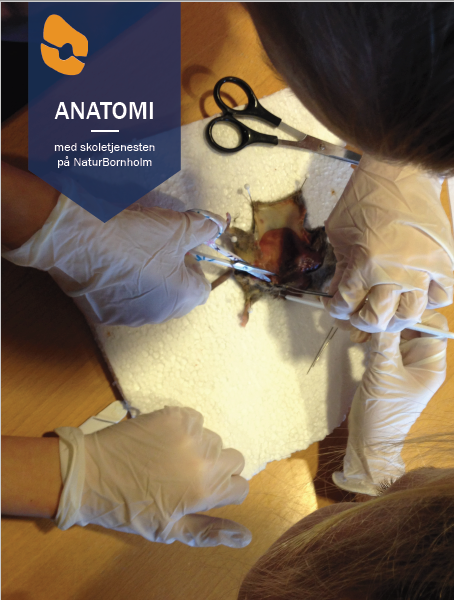 ANATOMI
med skoletjenesten
på NaturBornholm